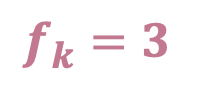 f_k = 3